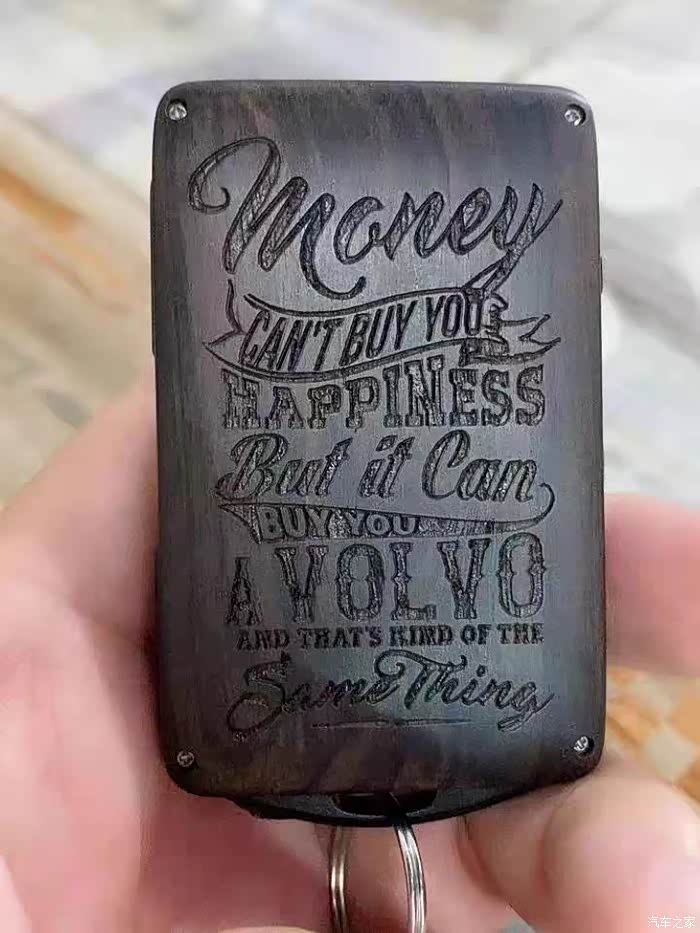 Money
CAN'T BUY YOU
HAPPINESS
But it Can
BUY YOU
A VOLVO
AND THAT'S KIND OF THE
Same Thing
汽车之家